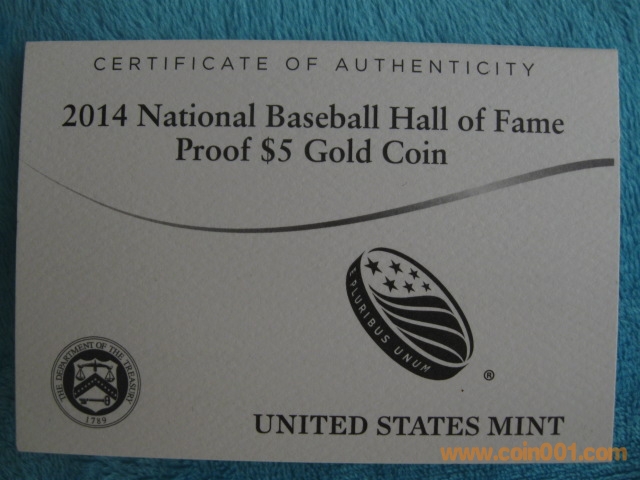 CERTIFICATE OF AUTHENTICITY
2014 National Baseball Hall of Fame
Proof $5 Gold Coin
E PLURIBUS UNUM
®
THE DEPARTMENT OF THE TREASURY
1789
UNITED STATES MINT
www.coin001.com